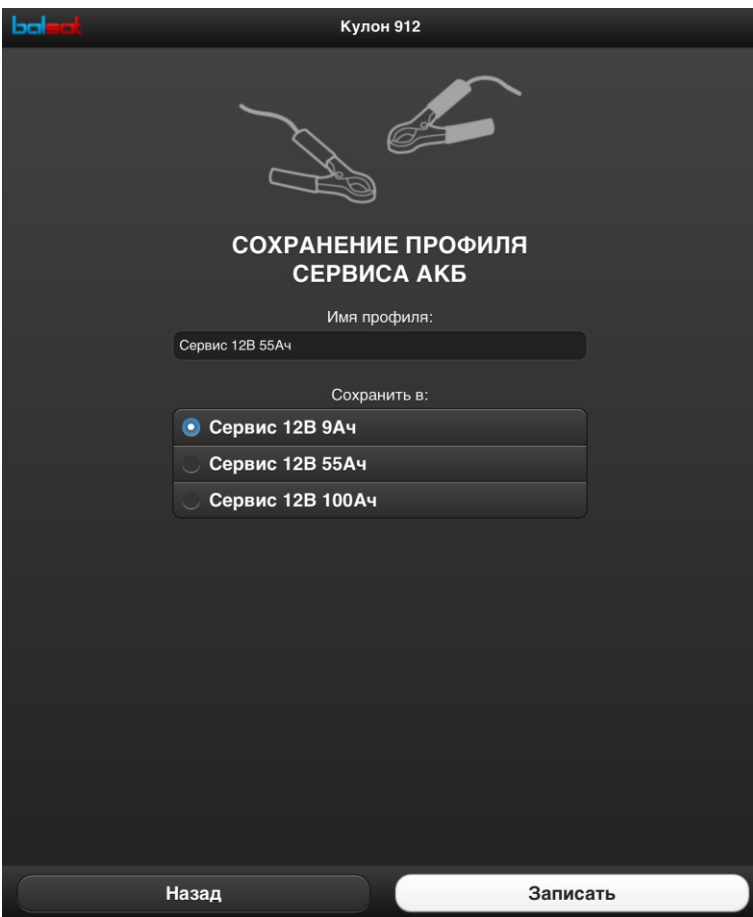 balsat
Кулон 912
СОХРАНЕНИЕ ПРОФИЛЯ
СЕРВИСА АКБ
Имя профиля:
Сервис 12В 55Ач
Сохранить в:
Сервис 12В 9Ач
Сервис 12В 55Ач
Сервис 12В 100Ач
Назад
Записать